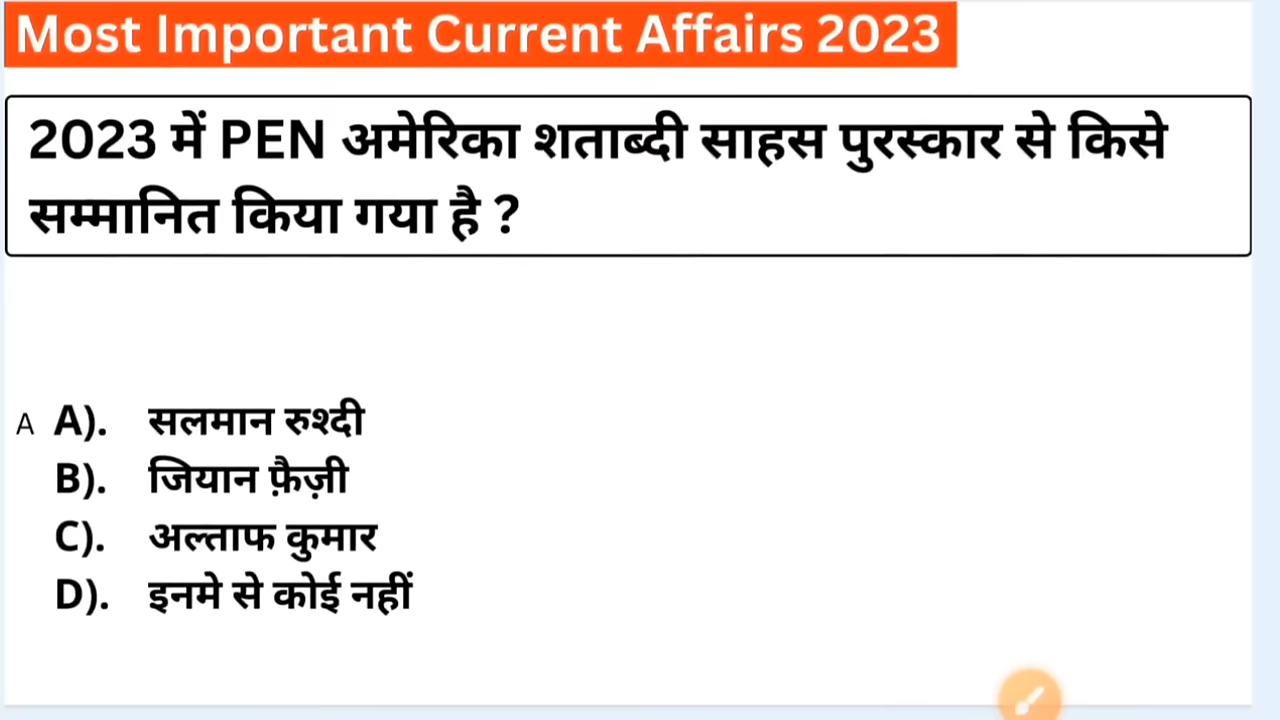 Most Important Current Affairs 2023
2023 में PEN अमेरिका शताब्दी साहस पुरस्कार से किसे
सम्मानित किया गया है ?
A A). सलमान रुश्दी
B). जियान फ़ैज़ी
C). अल्ताफ कुमार
D). इनमे से कोई नहीं